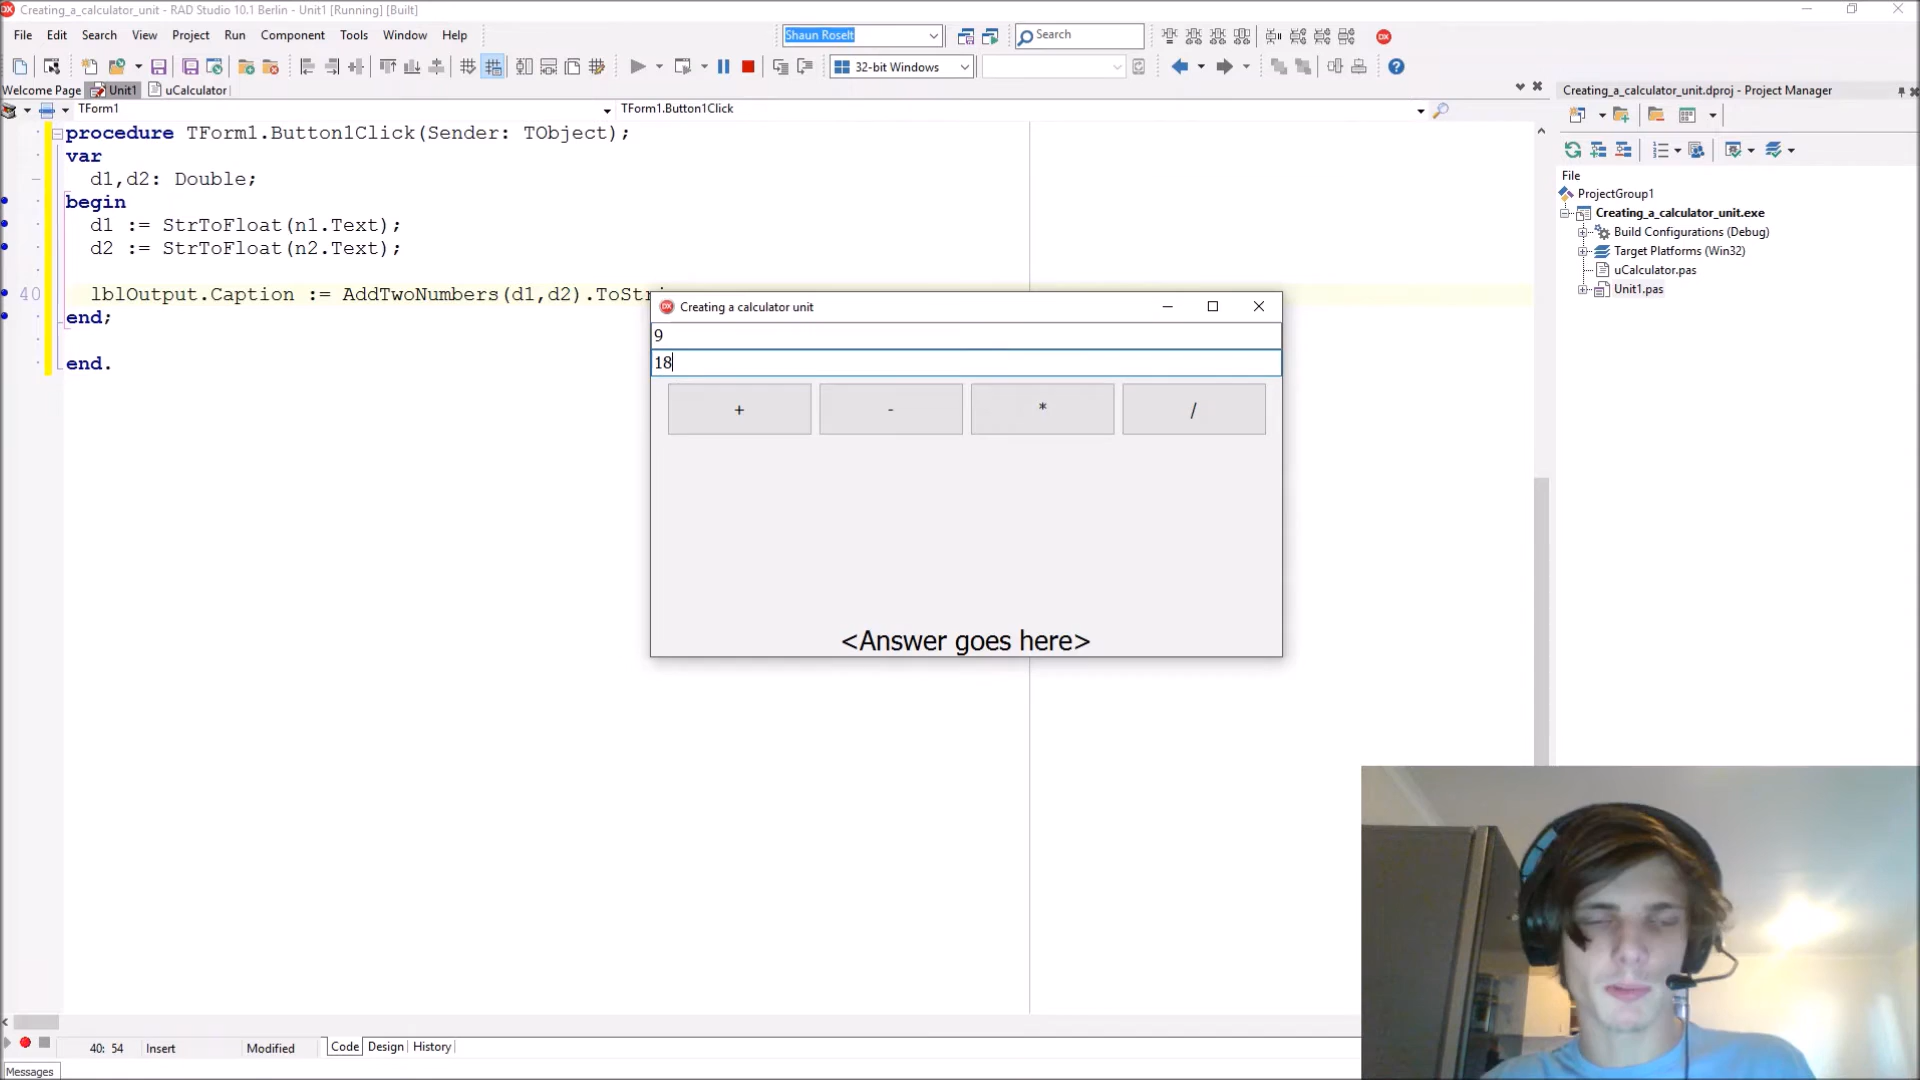 Creating_a_calculator_unit - RAD Studio 10.1 Berlin - Unit1 [Running] [Built]
File Edit Search View Project Run Component Tools Window Help
Shaun Roselt
Search
32-bit Windows
Welcome Page Unit1 uCalculator
TForm1
TForm1.Button1Click
procedure TForm1.Button1Click(Sender: TObject);
var
d1,d2: Double;
begin
d1 := StrToFloat(n1.Text);
d2 := StrToFloat(n2.Text);
40 lblOutput.Caption := AddTwoNumbers(d1,d2).ToStri
end;
end.
Creating a calculator unit
9
18
+ - * /
<Answer goes here>
Creating_a_calculator_unit.dproj - Project Manager
File
ProjectGroup1
Creating_a_calculator_unit.exe
Build Configurations (Debug)
Target Platforms (Win32)
uCalculator.pas
Unit1.pas
40: 54 Insert Modified Code Design History
Messages